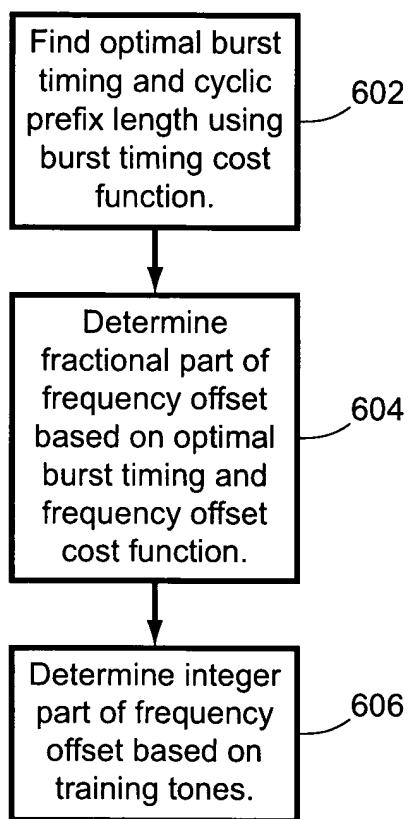 Find optimal burst
timing and cyclic
prefix length using
burst timing cost
function.
602
Determine
fractional part of
frequency offset
based on optimal
burst timing and
frequency offset
cost function.
604
Determine integer
part of frequency
offset based on
training tones.
606